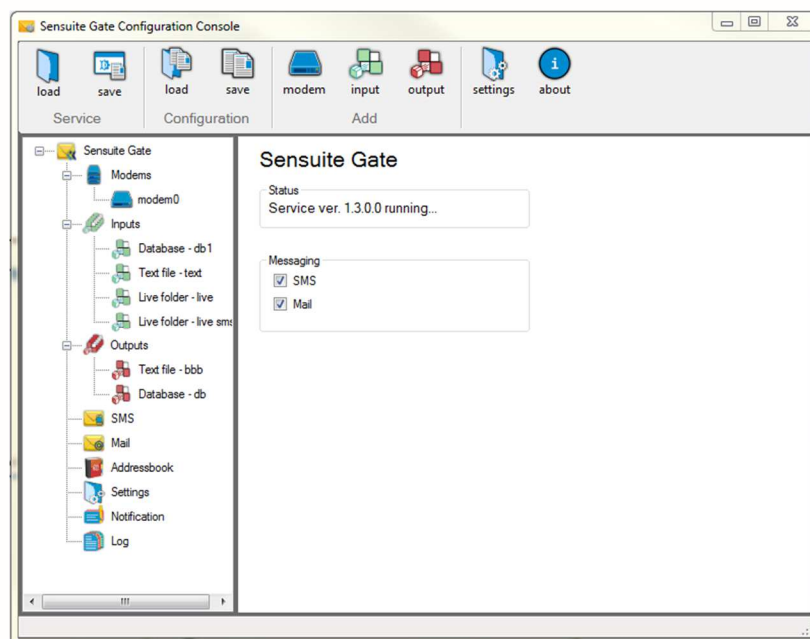 Sensuite Gate Configuration Console
load save load save modem input output settings about
Service Configuration Add
Sensuite Gate
Modems
modem0
Inputs
Database - db1
Text file - text
Live folder - live
Live folder - live sms
Outputs
Text file - bbb
Database - db
SMS
Mail
Addressbook
Settings
Notification
Log
Sensuite Gate
Status
Service ver. 1.3.0.0 running...
Messaging
SMS
Mail